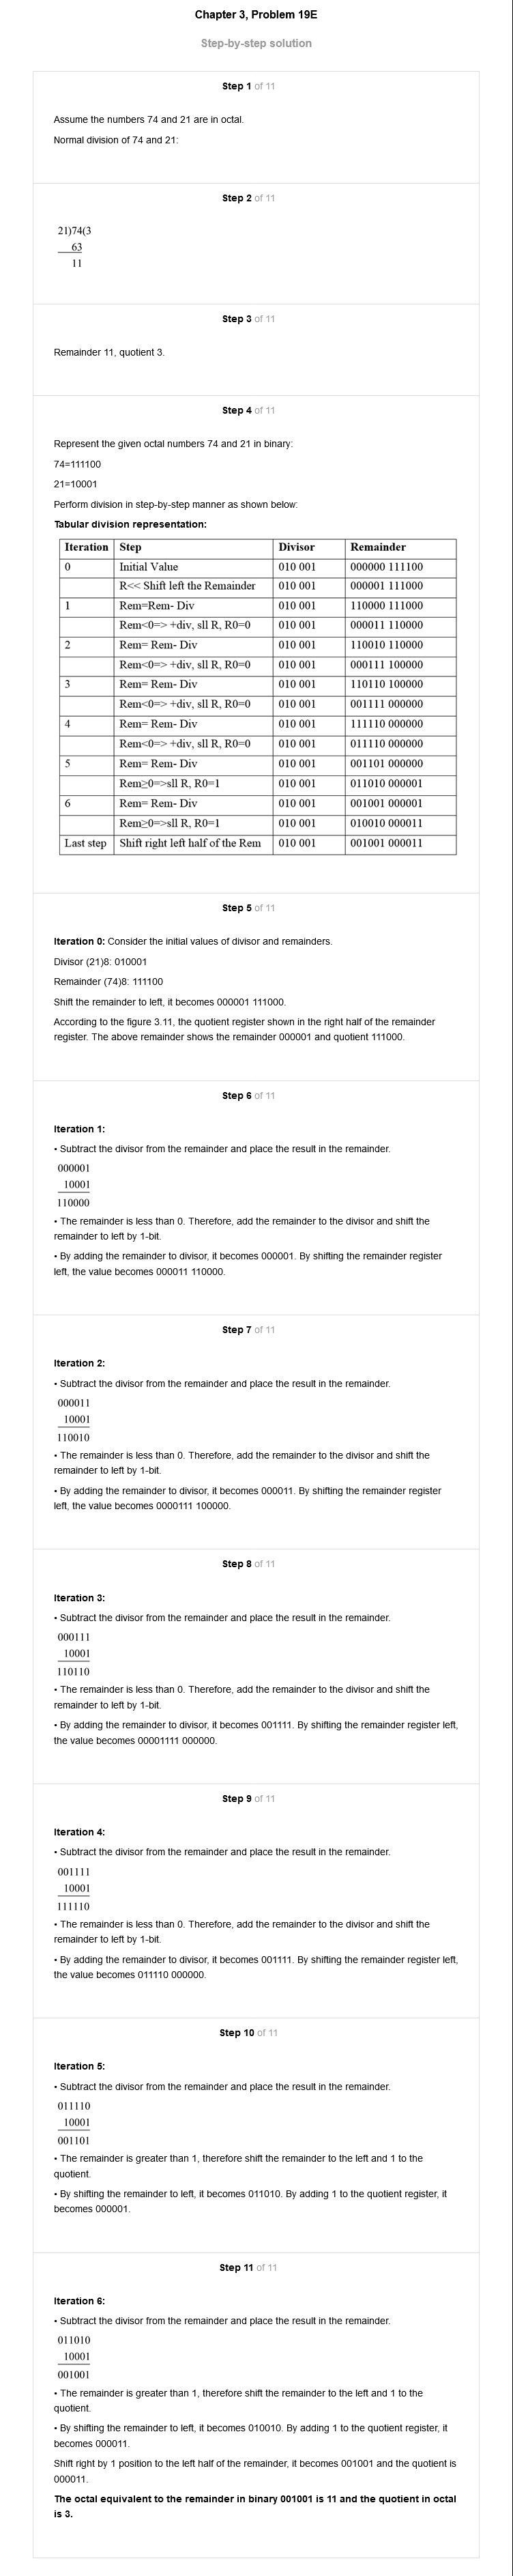 Chapter 3, Problem 19E
Step-by-step solution
Step 1 of 11
Assume the numbers 74 and 21 are in octal.
Normal division of 74 and 21:
Step 2 of 11
21)74(3
63
11
Step 3 of 11
Remainder 11, quotient 3.
Step 4 of 11
Represent the given octal numbers 74 and 21 in binary:
74=111100
21=10001
Perform division in step-by-step manner as shown below:
Tabular division representation:
Iteration Step Divisor Remainder
0 Initial Value 010 001 000000 111100
R<< Shift left the Remainder 010 001 000001 111000
1 Rem=Rem- Div 010 001 110000 111000
Rem<0=> +div, sll R, R0=0 010 001 000011 110000
2 Rem= Rem- Div 010 001 110010 110000
Rem<0=> +div, sll R, R0=0 010 001 000111 100000
3 Rem= Rem- Div 010 001 110110 100000
Rem<0=> +div, sll R, R0=0 010 001 001111 000000
4 Rem= Rem- Div 010 001 111110 000000
Rem<0=> +div, sll R, R0=0 010 001 011110 000000
5 Rem= Rem- Div 010 001 001101 000000
Rem≥0=>sll R, R0=1 010 001 011010 000001
6 Rem= Rem- Div 010 001 001001 000001
Rem≥0=>sll R, R0=1 010 001 010010 000011
Last step Shift right left half of the Rem 010 001 001001 000011
Step 5 of 11
Iteration 0: Consider the initial values of divisor and remainders.
Divisor (21)8: 010001
Remainder (74)8: 111100
Shift the remainder to left, it becomes 000001 111000.
According to the figure 3.11, the quotient register shown in the right half of the remainder
register. The above remainder shows the remainder 000001 and quotient 111000.
Step 6 of 11
Iteration 1:
• Subtract the divisor from the remainder and place the result in the remainder.
000001
10001
110000
• The remainder is less than 0. Therefore, add the remainder to the divisor and shift the
remainder to left by 1-bit.
• By adding the remainder to divisor, it becomes 000001. By shifting the remainder register
left, the value becomes 000011 110000.
Step 7 of 11
Iteration 2:
• Subtract the divisor from the remainder and place the result in the remainder.
000011
10001
110010
• The remainder is less than 0. Therefore, add the remainder to the divisor and shift the
remainder to left by 1-bit.
• By adding the remainder to divisor, it becomes 000011. By shifting the remainder register
left, the value becomes 0000111 100000.
Step 8 of 11
Iteration 3:
• Subtract the divisor from the remainder and place the result in the remainder.
000111
10001
110110
• The remainder is less than 0. Therefore, add the remainder to the divisor and shift the
remainder to left by 1-bit.
• By adding the remainder to divisor, it becomes 001111. By shifting the remainder register left,
the value becomes 00001111 000000.
Step 9 of 11
Iteration 4:
• Subtract the divisor from the remainder and place the result in the remainder.
001111
10001
111110
• The remainder is less than 0. Therefore, add the remainder to the divisor and shift the
remainder to left by 1-bit.
• By adding the remainder to divisor, it becomes 001111. By shifting the remainder register left,
the value becomes 011110 000000.
Step 10 of 11
Iteration 5:
• Subtract the divisor from the remainder and place the result in the remainder.
011110
10001
001101
• The remainder is greater than 1, therefore shift the remainder to the left and 1 to the
quotient.
• By shifting the remainder to left, it becomes 011010. By adding 1 to the quotient register, it
becomes 000001.
Step 11 of 11
Iteration 6:
• Subtract the divisor from the remainder and place the result in the remainder.
011010
10001
001001
• The remainder is greater than 1, therefore shift the remainder to the left and 1 to the
quotient.
• By shifting the remainder to left, it becomes 010010. By adding 1 to the quotient register, it
becomes 000011.
Shift right by 1 position to the left half of the remainder, it becomes 001001 and the quotient is
000011.
The octal equivalent to the remainder in binary 001001 is 11 and the quotient in octal
is 3.